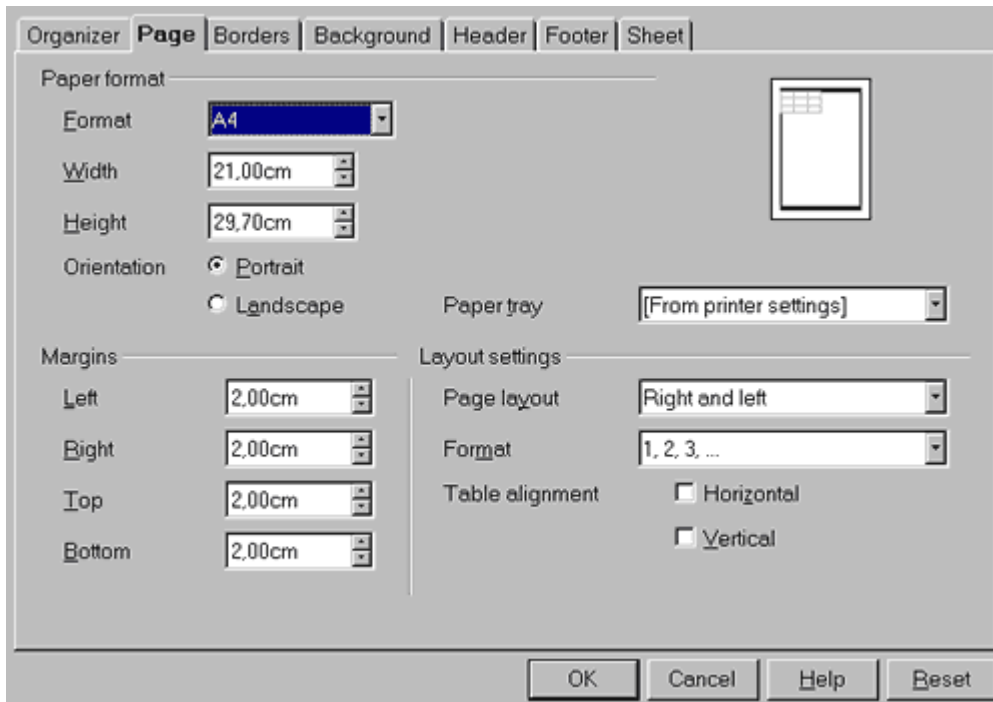 Organizer Page Borders Background Header Footer Sheet
Paper format
Format A4
Width 21,00cm
Height 29,70cm
Orientation Portrait
Landscape Paper tray [From printer settings]
Margins Layout settings
Left 2,00cm Page layout Right and left
Right 2,00cm Format 1, 2, 3, ...
Top 2,00cm Table alignment Horizontal
Bottom 2,00cm Vertical
OK Cancel Help Reset